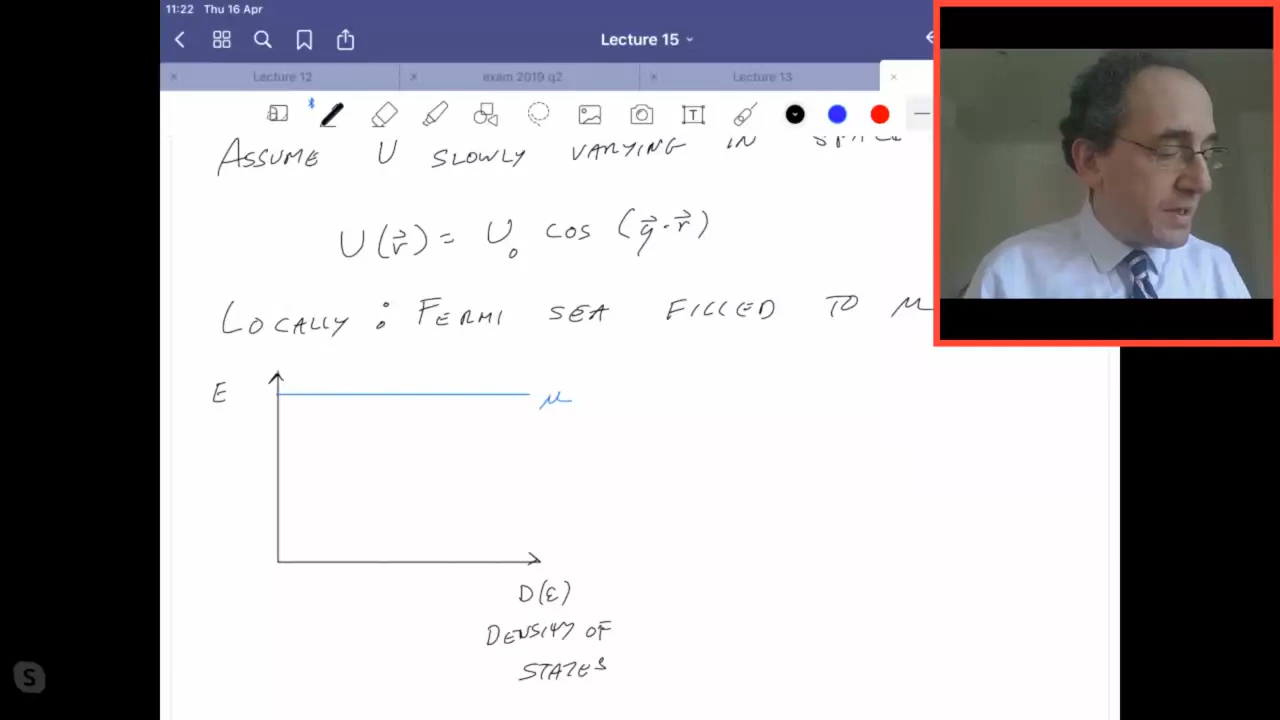 11:22 Thu 16 Apr
Lecture 15
Lecture 12
exam 2019 q2
Lecture 13
T
ASSUME U SLOWLY VARYING IN SPACE
U(r⃗) = U₀ cos (q⃗·r⃗)
LOCALLY : FERMI SEA FILLED TO μ
E
μ
D(ε)
DENSITY OF
STATES
S